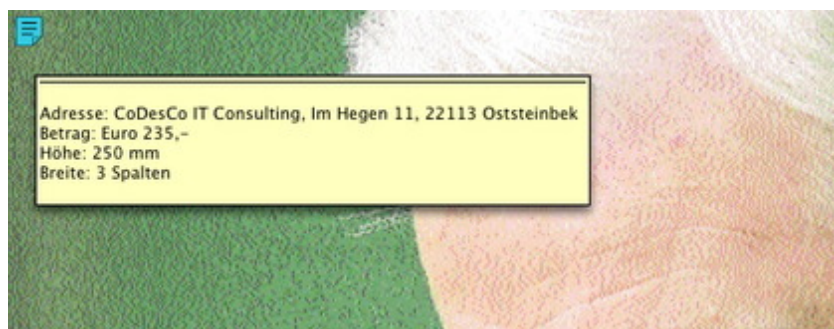 Adresse: CoDesCo IT Consulting, Im Hegen 11, 22113 Oststeinbek
Betrag: Euro 235,–
Höhe: 250 mm
Breite: 3 Spalten